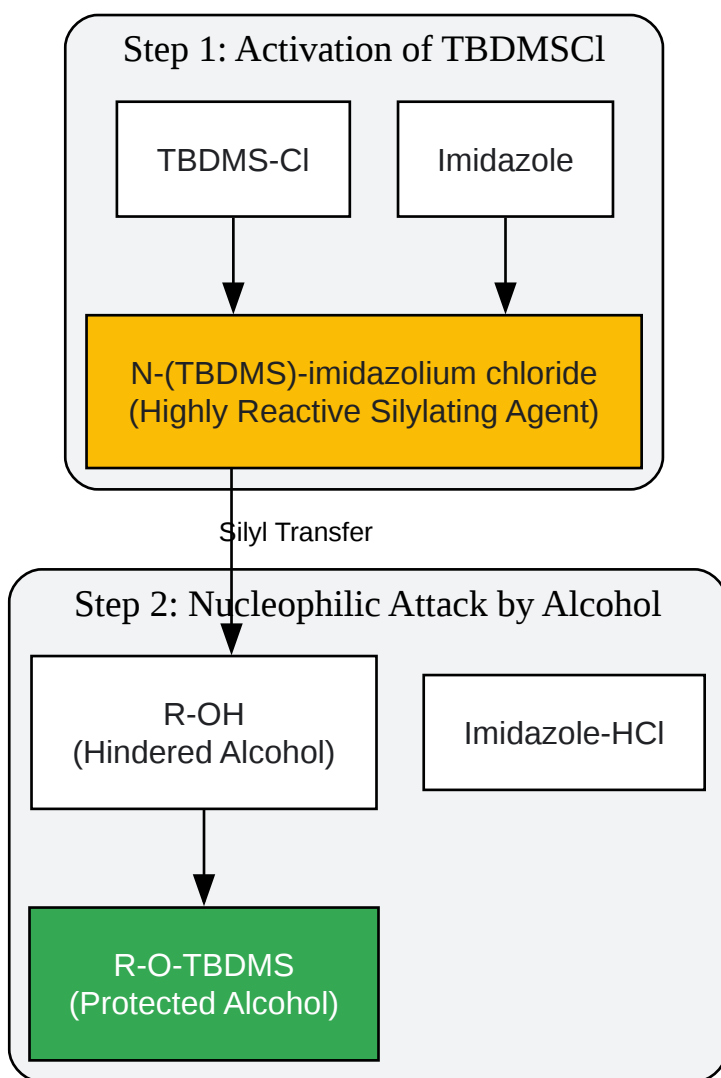 Step 1: Activation of TBDMSCl
TBDMS-Cl
Imidazole
N-(TBDMS)-imidazolium chloride
(Highly Reactive Silylating Agent)
Silyl Transfer
Step 2: Nucleophilic Attack by Alcohol
R-OH
(Hindered Alcohol)
Imidazole-HCl
R-O-TBDMS
(Protected Alcohol)